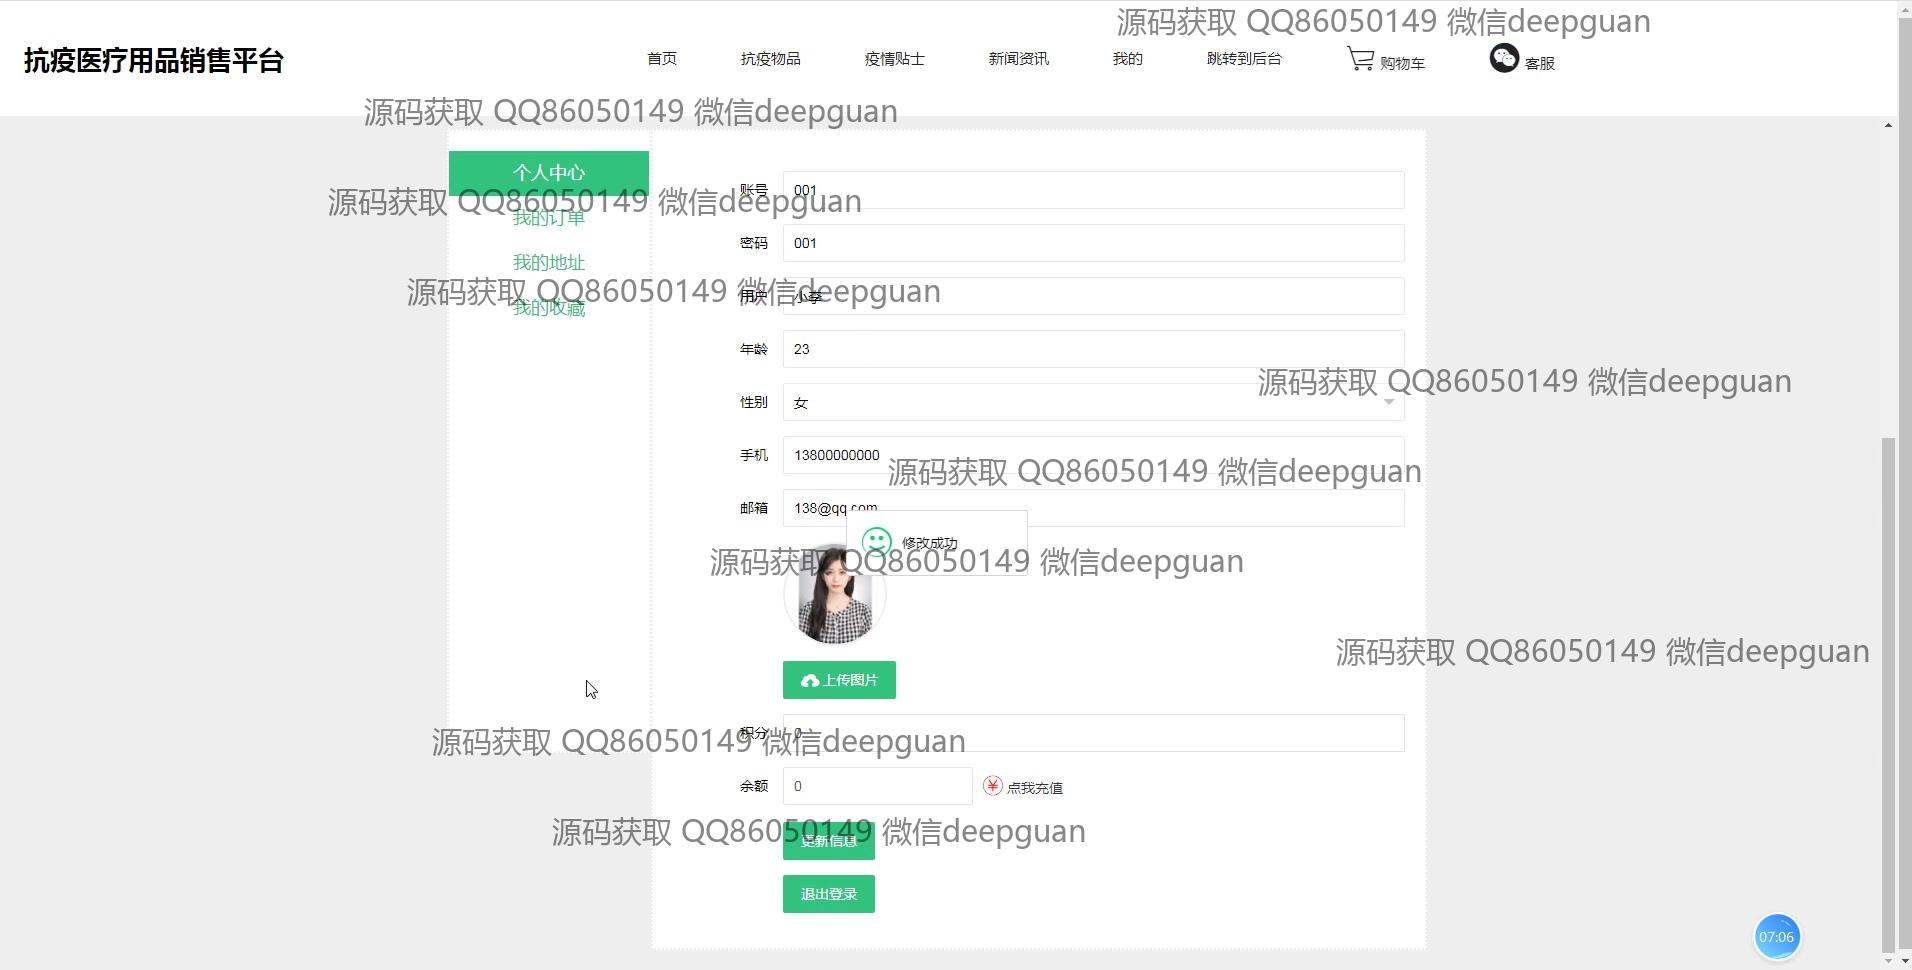 源码获取 QQ86050149 微信deepguan
抗疫医疗用品销售平台
首页 抗疫物品 疫情贴士 新闻资讯 我的 跳转到后台 购物车 客服
源码获取 QQ86050149 微信deepguan
个人中心
账号 001
源码获取 QQ86050149 微信deepguan
我的订单
密码 001
我的地址
源码获取 QQ86050149 微信deepguan
用户 小李
我的收藏
年龄 23
源码获取 QQ86050149 微信deepguan
性别 女
手机 13800000000
源码获取 QQ86050149 微信deepguan
邮箱 138@qq.com
修改成功
源码获取 QQ86050149 微信deepguan
源码获取 QQ86050149 微信deepguan
上传图片
积分 0
源码获取 QQ86050149 微信deepguan
余额 0 点我充值
源码获取 QQ86050149 微信deepguan
更新信息
退出登录
07:06